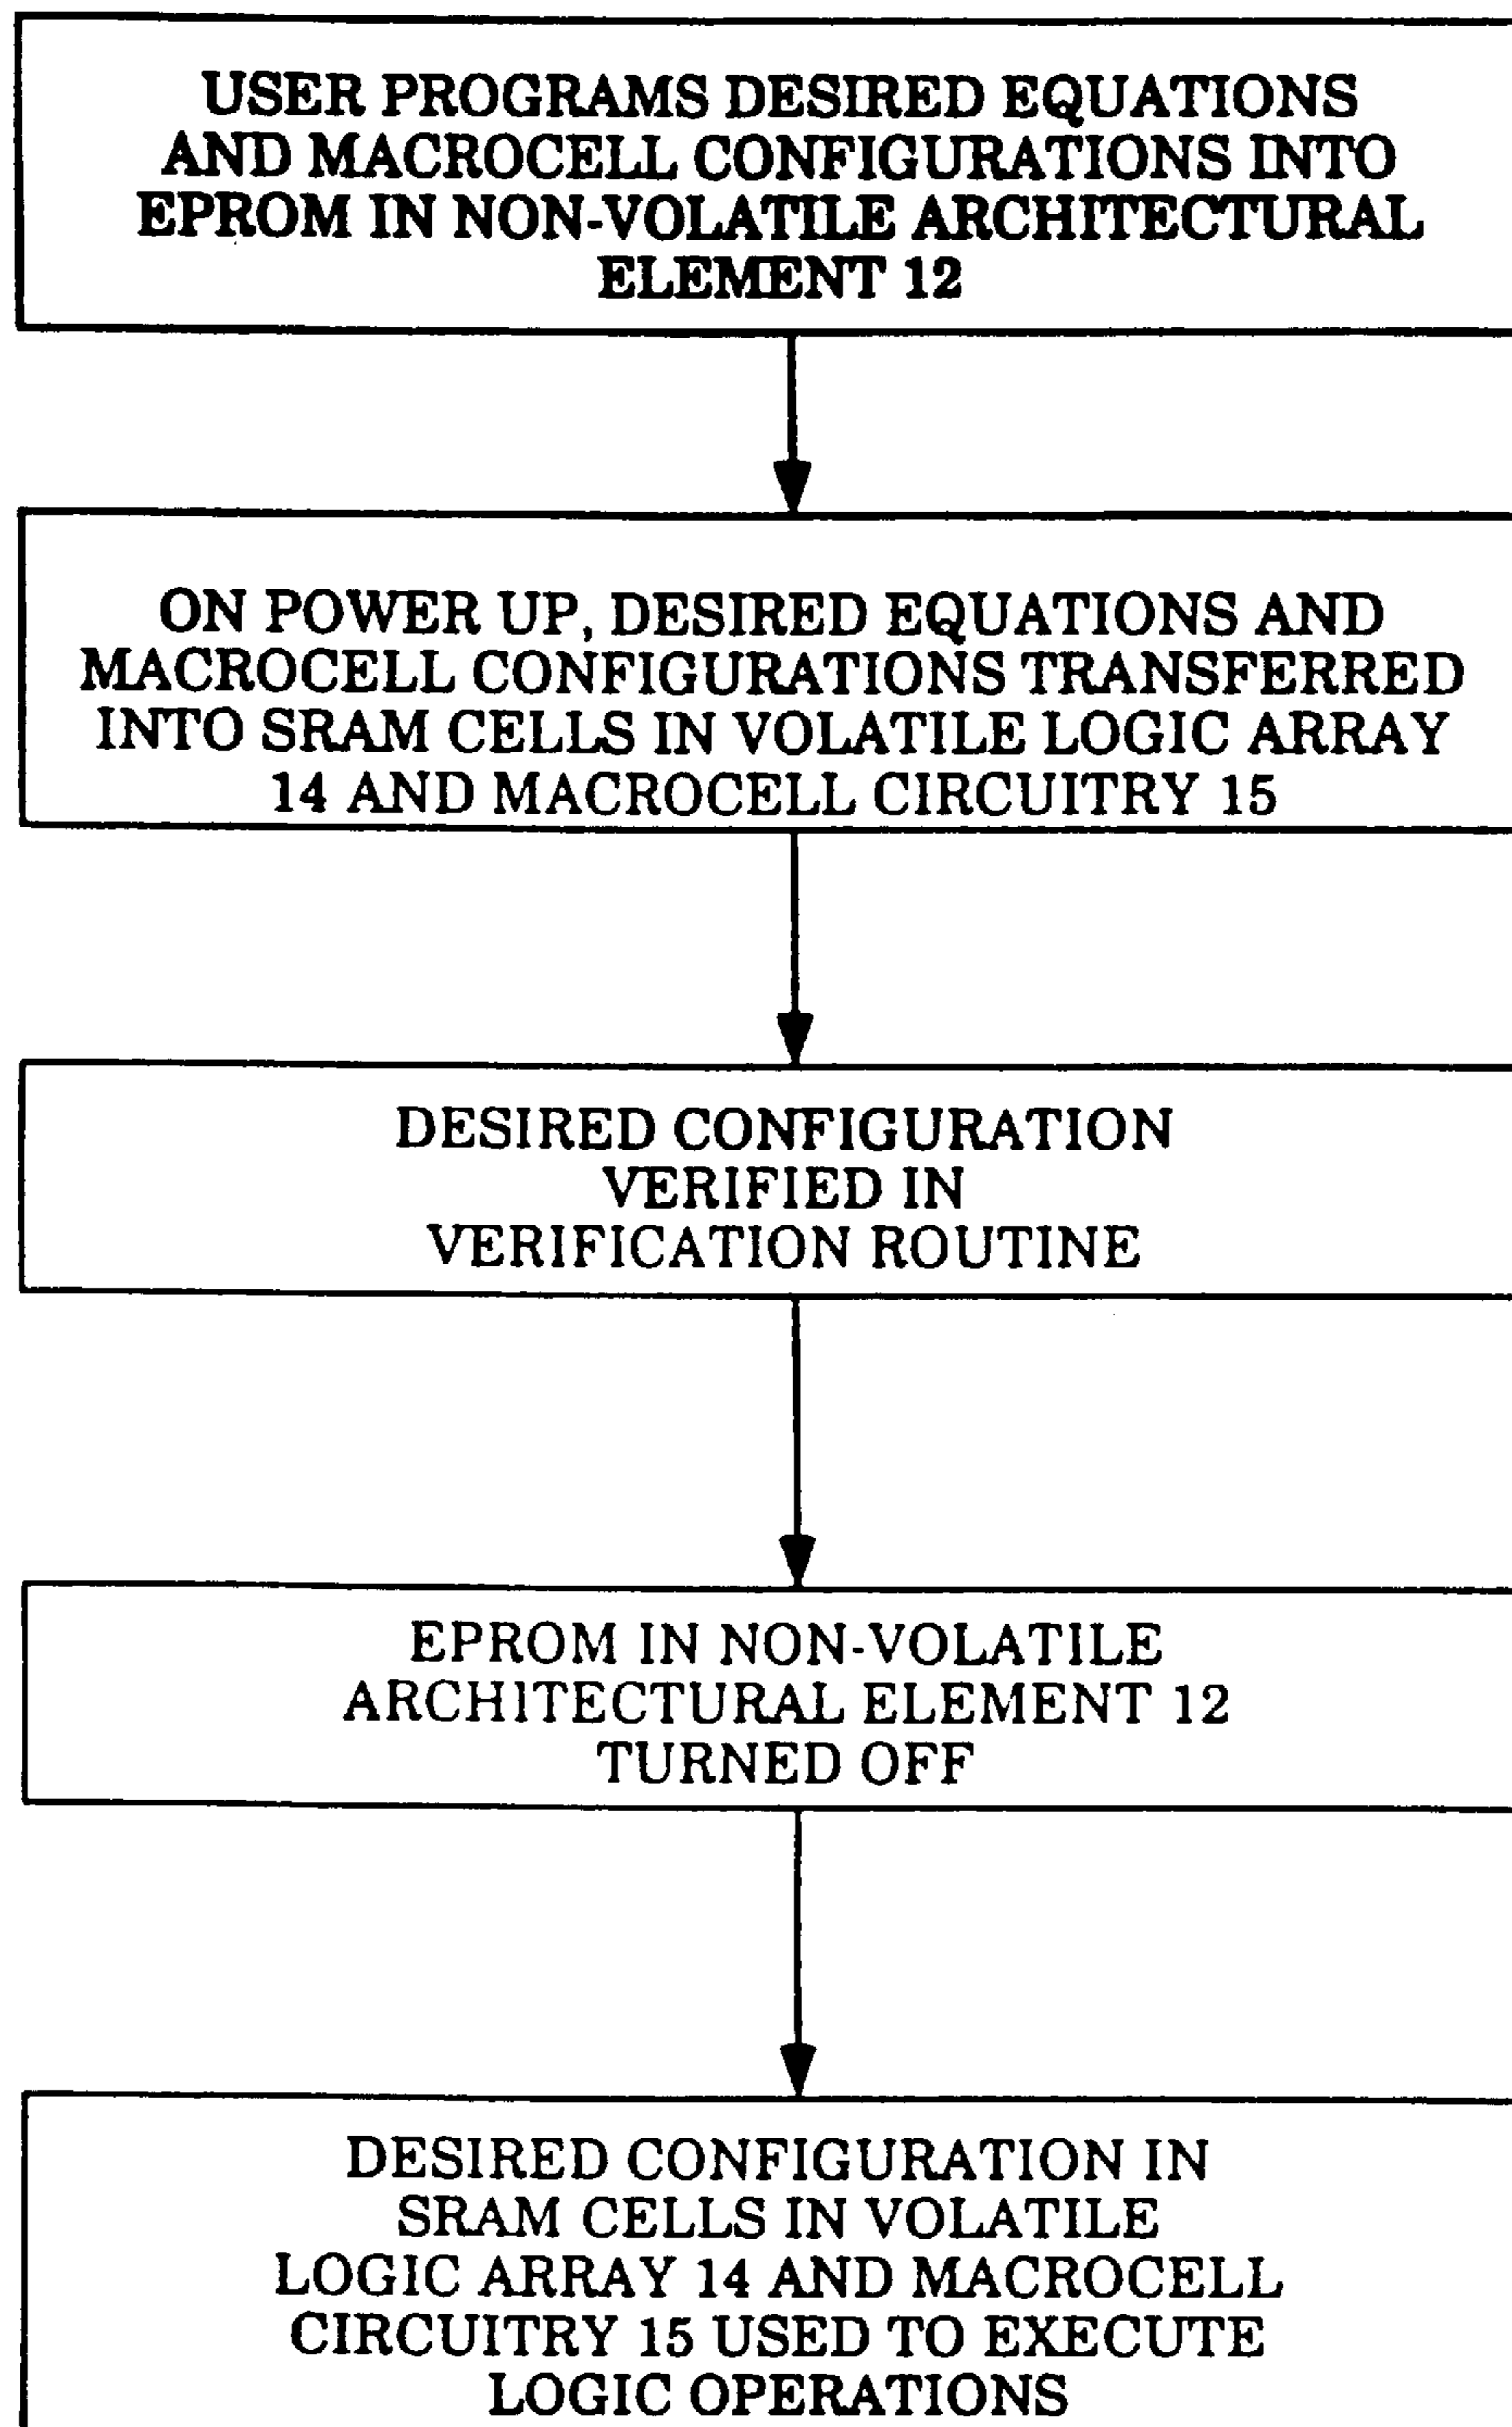 USER PROGRAMS DESIRED EQUATIONS
AND MACROCELL CONFIGURATIONS INTO
EPROM IN NON-VOLATILE ARCHITECTURAL
ELEMENT 12
ON POWER UP, DESIRED EQUATIONS AND
MACROCELL CONFIGURATIONS TRANSFERRED
INTO SRAM CELLS IN VOLATILE LOGIC ARRAY
14 AND MACROCELL CIRCUITRY 15
DESIRED CONFIGURATION
VERIFIED IN
VERIFICATION ROUTINE
EPROM IN NON-VOLATILE
ARCHITECTURAL ELEMENT 12
TURNED OFF
DESIRED CONFIGURATION IN
SRAM CELLS IN VOLATILE
LOGIC ARRAY 14 AND MACROCELL
CIRCUITRY 15 USED TO EXECUTE
LOGIC OPERATIONS